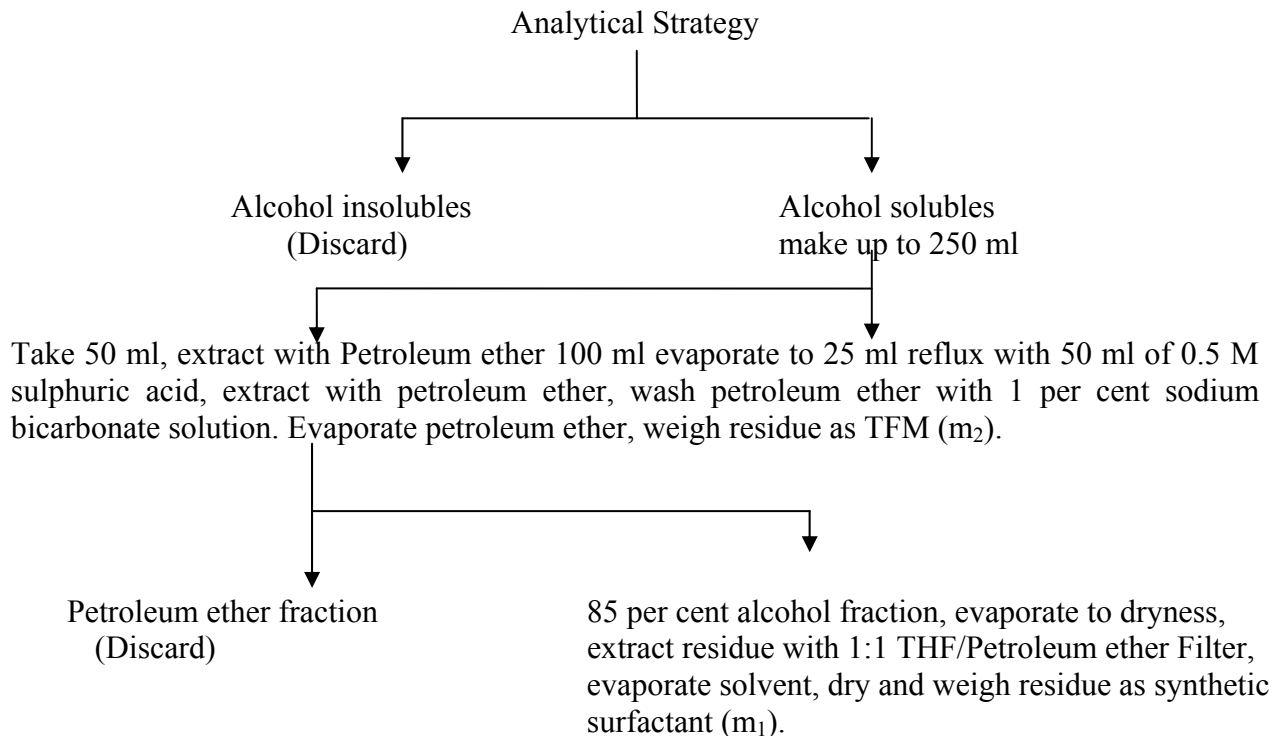 Analytical Strategy
Alcohol insolubles
(Discard)
Alcohol solubles
make up to 250 ml
Take 50 ml, extract with Petroleum ether 100 ml evaporate to 25 ml reflux with 50 ml of 0.5 M
sulphuric acid, extract with petroleum ether, wash petroleum ether with 1 per cent sodium
bicarbonate solution. Evaporate petroleum ether, weigh residue as TFM (m₂).
Petroleum ether fraction
(Discard)
85 per cent alcohol fraction, evaporate to dryness,
extract residue with 1:1 THF/Petroleum ether Filter,
evaporate solvent, dry and weigh residue as synthetic
surfactant (m₁).